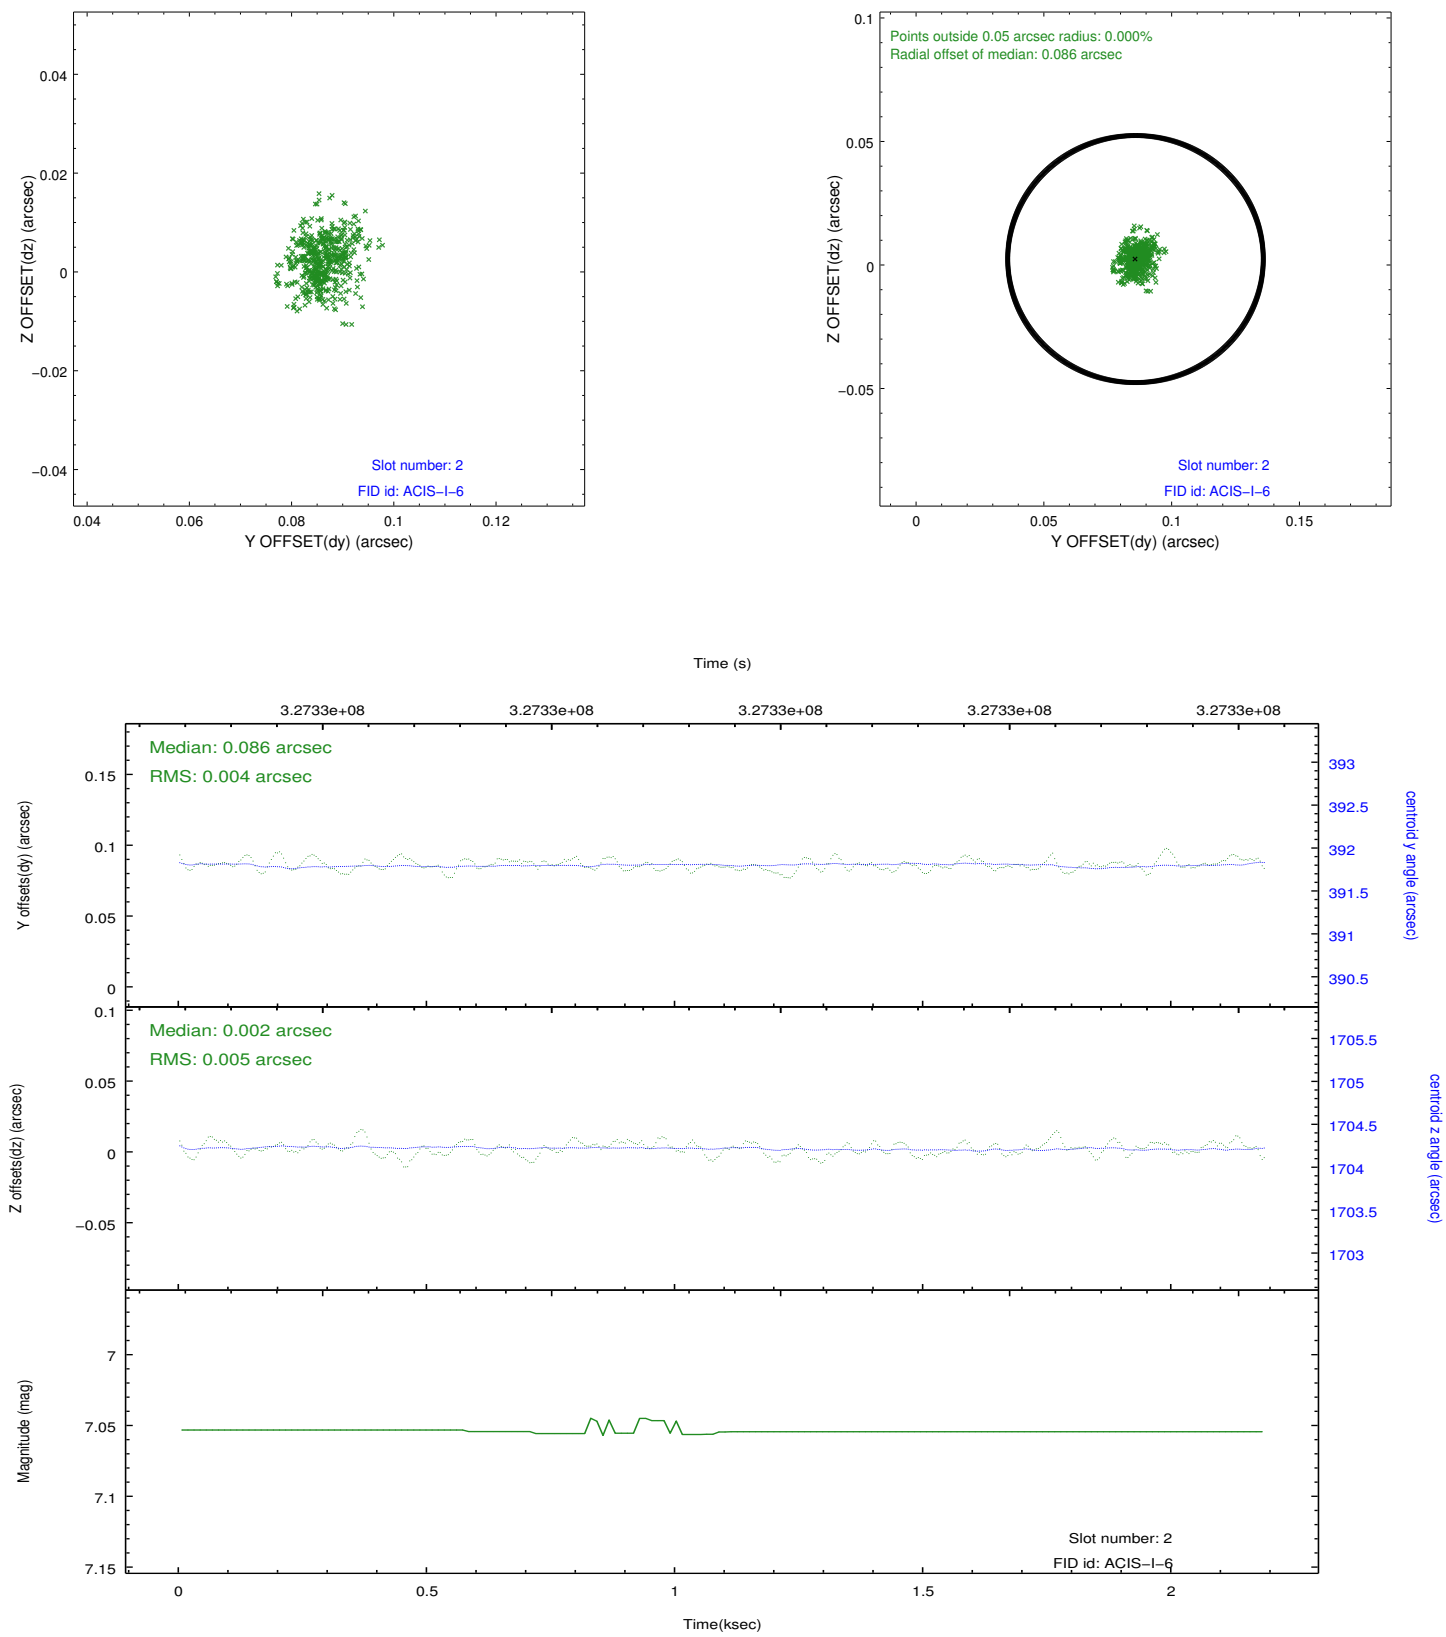 0.04
0.02
0
−0.02
−0.04
Z OFFSET(dz) (arcsec)
Slot number: 2
FID id: ACIS−I−6
0.04
0.06
0.08
0.1
0.12
Y OFFSET(dy) (arcsec)
Points outside 0.05 arcsec radius: 0.000%
Radial offset of median: 0.086 arcsec
0.1
0.05
0
−0.05
Z OFFSET(dz) (arcsec)
Slot number: 2
FID id: ACIS−I−6
0
0.05
0.1
0.15
Y OFFSET(dy) (arcsec)
Time (s)
3.2733e+08
3.2733e+08
3.2733e+08
3.2733e+08
3.2733e+08
Median: 0.086 arcsec
RMS: 0.004 arcsec
0.15
0.1
0.05
0
Y offsets(dy) (arcsec)
393
392.5
392
391.5
391
390.5
centroid y angle (arcsec)
Median: 0.002 arcsec
RMS: 0.005 arcsec
0.1
0.05
0
−0.05
Z offsets(dz) (arcsec)
1705.5
1705
1704.5
1704
1703.5
1703
centroid z angle (arcsec)
7
7.05
7.1
7.15
Magnitude (mag)
Slot number: 2
FID id: ACIS−I−6
0
0.5
1
1.5
2
Time(ksec)